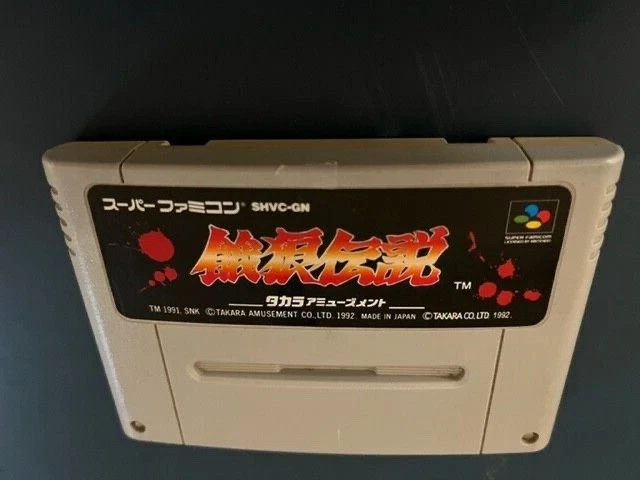 スーパーファミコン® SHVC-GN
SUPER FAMICOM
LICENSED BY NINTENDO
餓狼伝説
TM
タカラアミューズメント
TM 1991, SNK ©TAKARA AMUSEMENT CO., LTD. 1992. MADE IN JAPAN ©TAKARA CO. LTD. 1992.